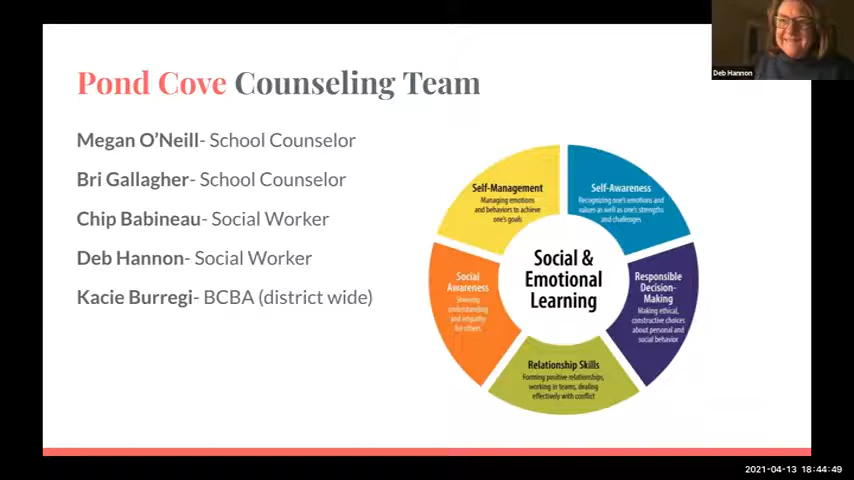 Deb Hannon
Pond Cove Counseling Team
Megan O'Neill- School Counselor
Bri Gallagher- School Counselor
Chip Babineau- Social Worker
Deb Hannon- Social Worker
Kacie Burregi- BCBA (district wide)
Self-Management
Managing emotions
and behaviors to achieve
one's goals
Self-Awareness
Recognizing one's emotions and
values as well as one's strengths
and challenges
Social
Awareness
Showing
understanding
and empathy
for others
Social &
Emotional
Learning
Responsible
Decision-
Making
Making ethical,
constructive choices
about personal and
social behavior
Relationship Skills
Forming positive relationships,
working in teams, dealing
effectively with conflict
2021-04-13 18:44:49